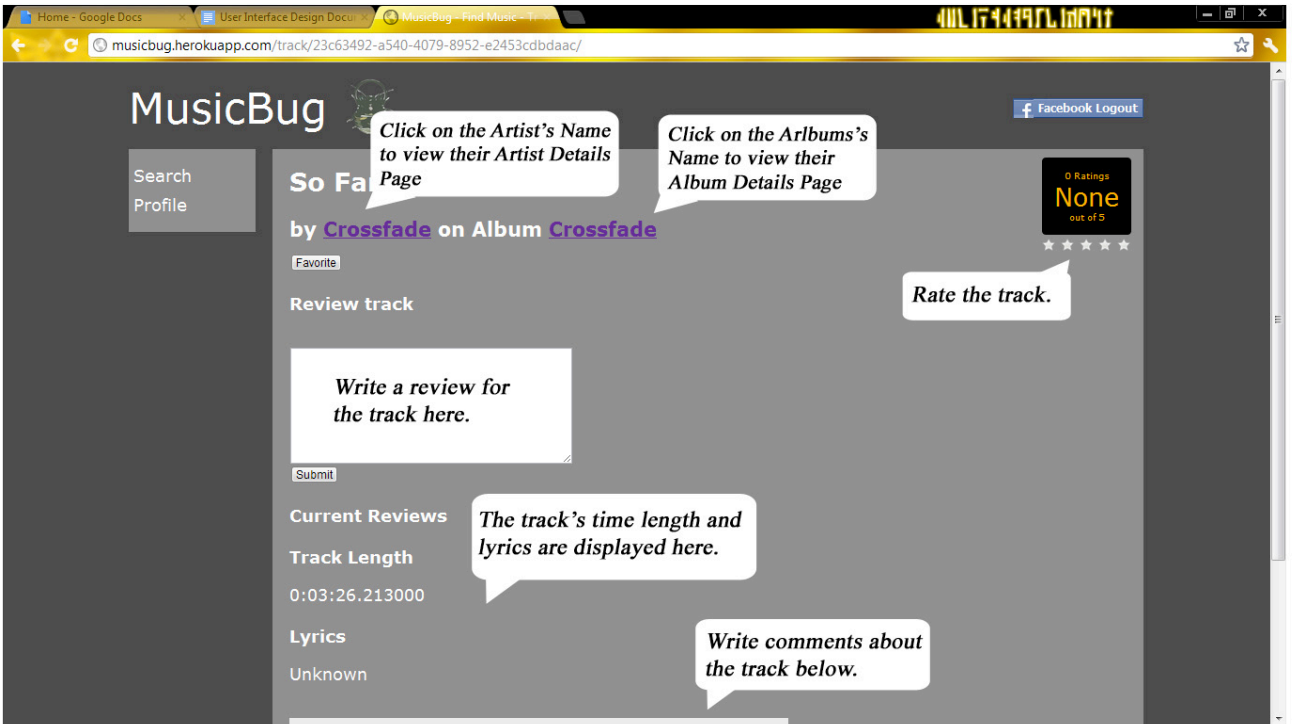 Home - Google Docs
User Interface Design Docu
MusicBug - Find Music - Tr
musicbug.herokuapp.com/track/23c63492-a540-4079-8952-e2453cdbdaac/
MusicBug
Facebook Logout
Search
Profile
Click on the Artist's Name
to view their Artist Details
Page
Click on the Arlbums's
Name to view their
Album Details Page
So Fa
by Crossfade on Album Crossfade
0 Ratings
None
out of 5
Favorite
Rate the track.
Review track
Write a review for
the track here.
Submit
Current Reviews
The track's time length and
lyrics are displayed here.
Track Length
0:03:26.213000
Lyrics
Unknown
Write comments about
the track below.